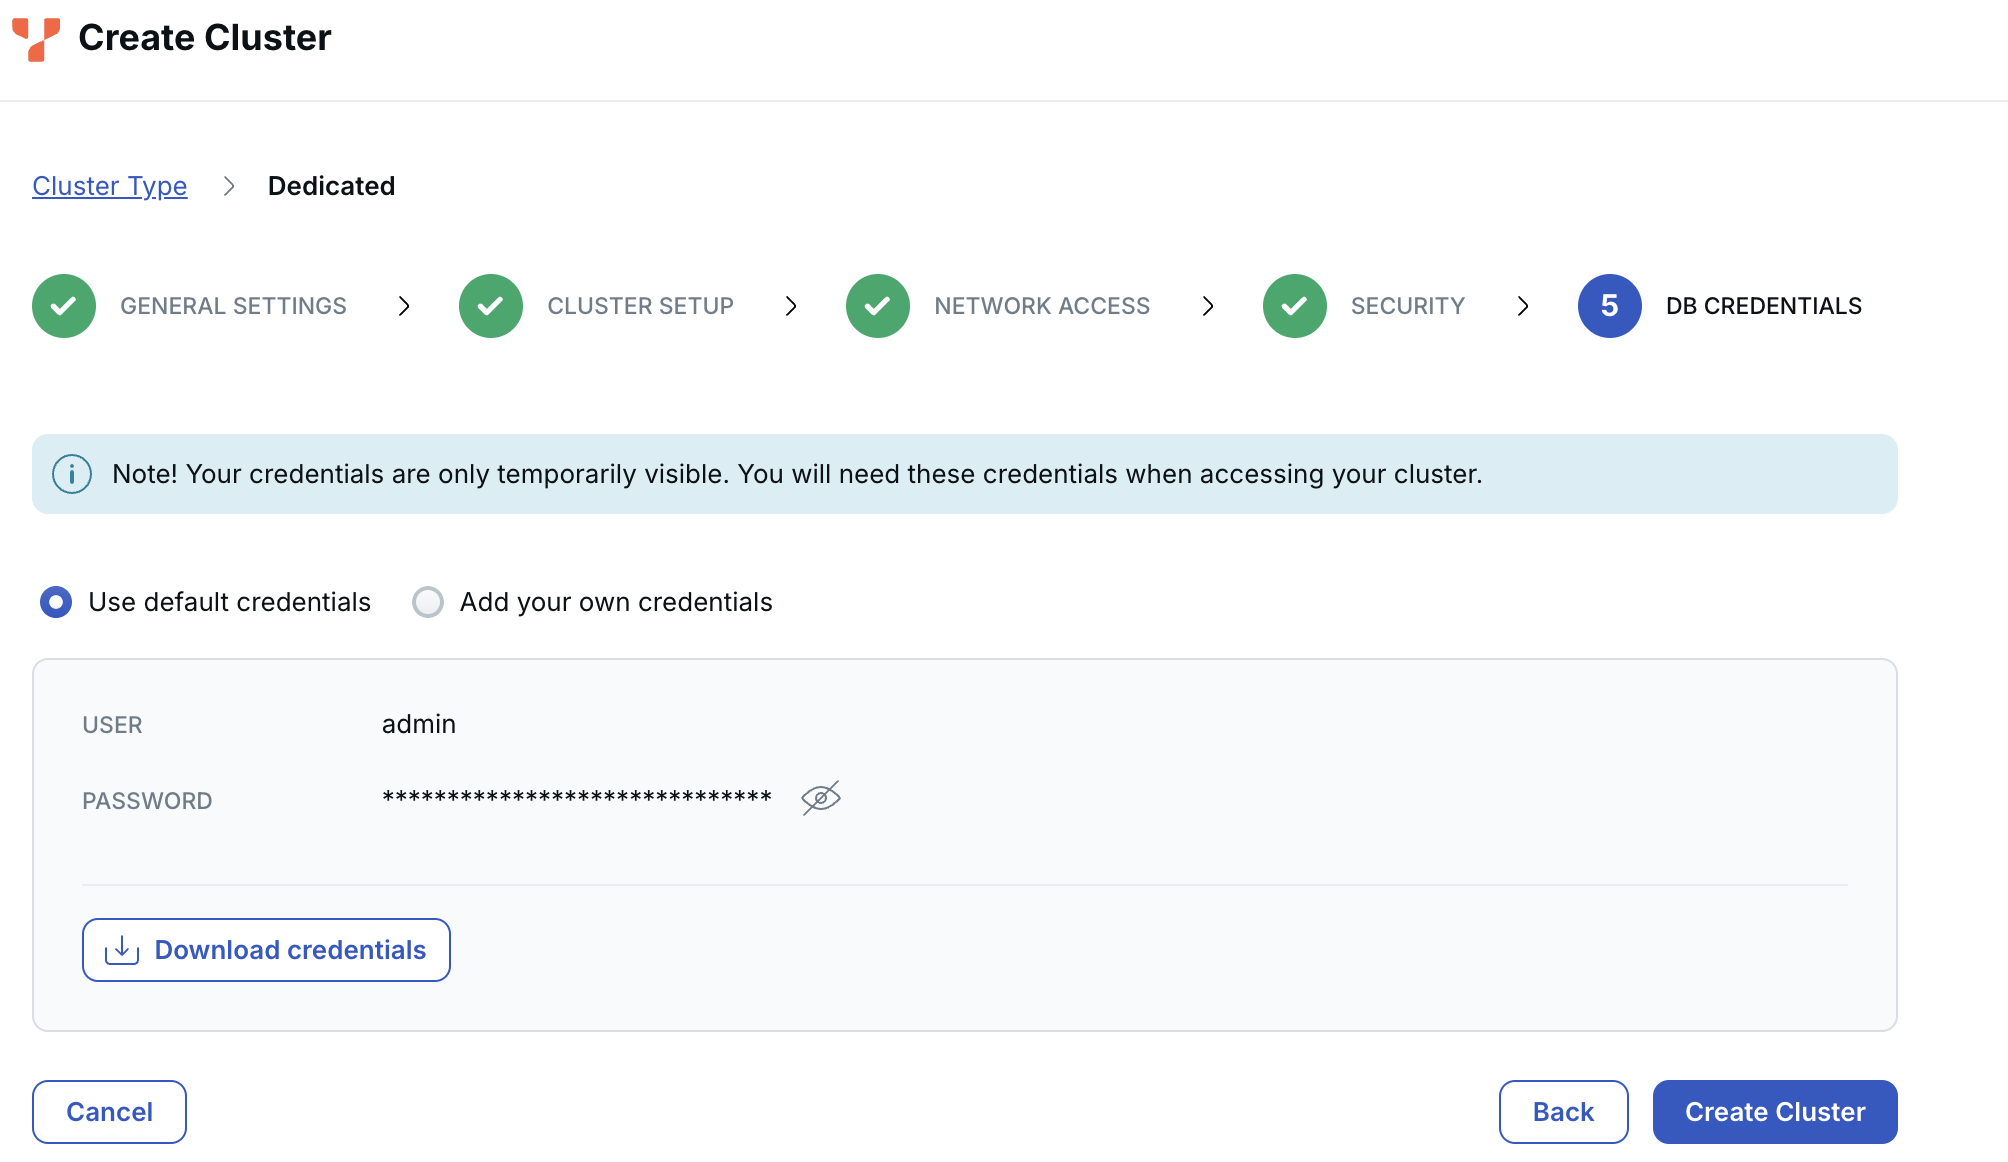 Create Cluster
Cluster Type > Dedicated
GENERAL SETTINGS > CLUSTER SETUP > NETWORK ACCESS > SECURITY > 5 DB CREDENTIALS
Note! Your credentials are only temporarily visible. You will need these credentials when accessing your cluster.
Use default credentials Add your own credentials
USER admin
PASSWORD ******************************
Download credentials
Cancel Back Create Cluster